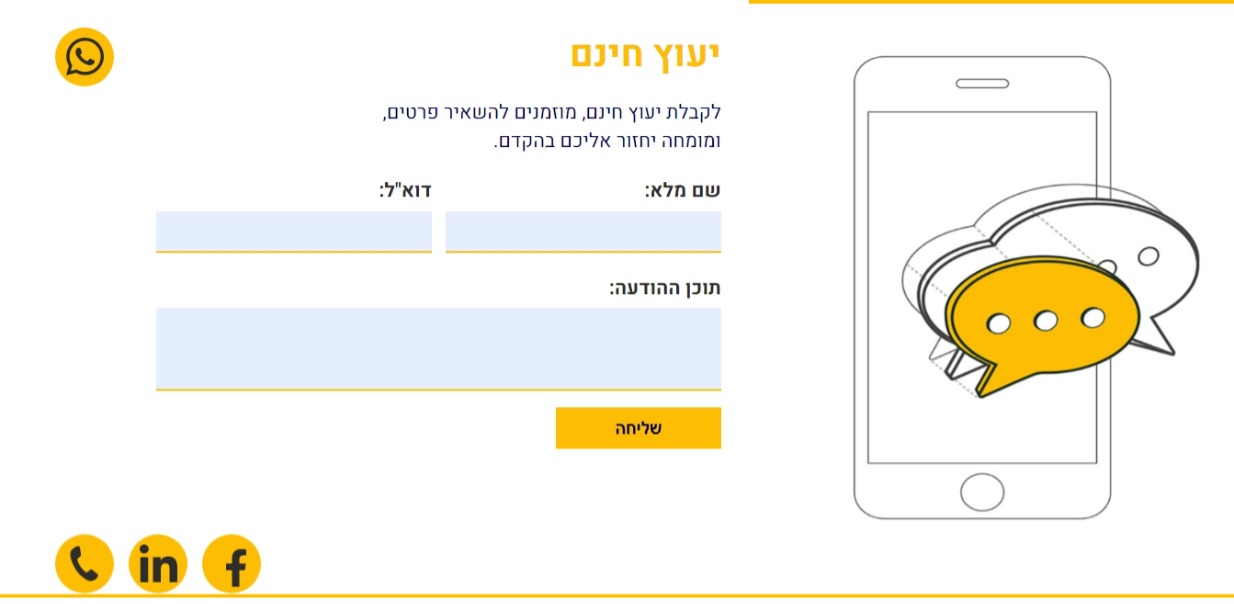 יעוץ חינם
לקבלת יעוץ חינם, מוזמנים להשאיר פרטים,
ומומחה יחזור אליכם בהקדם.
שם מלא:
דוא"ל:
תוכן ההודעה:
שליחה
in f